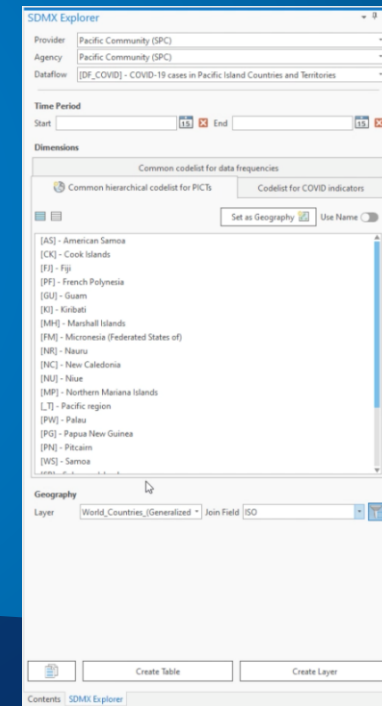 SDMX Explorer
Provider Pacific Community (SPC)
Agency Pacific Community (SPC)
Dataflow [DF_COVID] - COVID-19 cases in Pacific Island Countries and Territories
Time Period
Start 15 End 15
Dimensions
Common codelist for data frequencies
Common hierarchical codelist for PICTs Codelist for COVID indicators
Set as Geography Use Name
[AS] - American Samoa
[CK] - Cook Islands
[FJ] - Fiji
[PF] - French Polynesia
[GU] - Guam
[KI] - Kiribati
[MH] - Marshall Islands
[FM] - Micronesia (Federated States of)
[NR] - Nauru
[NC] - New Caledonia
[NU] - Niue
[MP] - Northern Mariana Islands
[_T] - Pacific region
[PW] - Palau
[PG] - Papua New Guinea
[PN] - Pitcairn
[WS] - Samoa
Geography
Layer World_Countries_(Generalized Join Field ISO
Create Table Create Layer
Contents SDMX Explorer